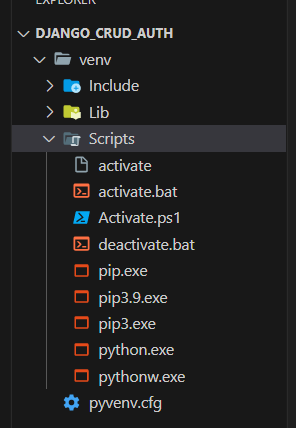 EXPLORER
DJANGO_CRUD_AUTH
venv
Include
Lib
Scripts
activate
activate.bat
Activate.ps1
deactivate.bat
pip.exe
pip3.9.exe
pip3.exe
python.exe
pythonw.exe
pyvenv.cfg